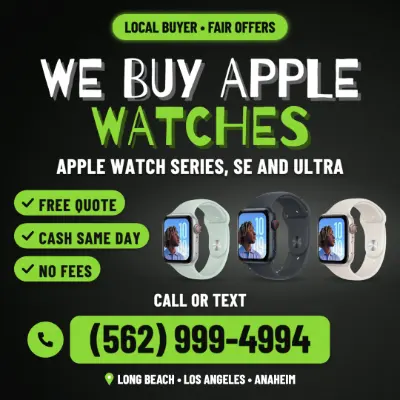 LOCAL BUYER • FAIR OFFERS
WE BUY APPLE
WATCHES
APPLE WATCH SERIES, SE AND ULTRA
FREE QUOTE
CASH SAME DAY
NO FEES
CALL OR TEXT
(562) 999-4994
LONG BEACH • LOS ANGELES • ANAHEIM